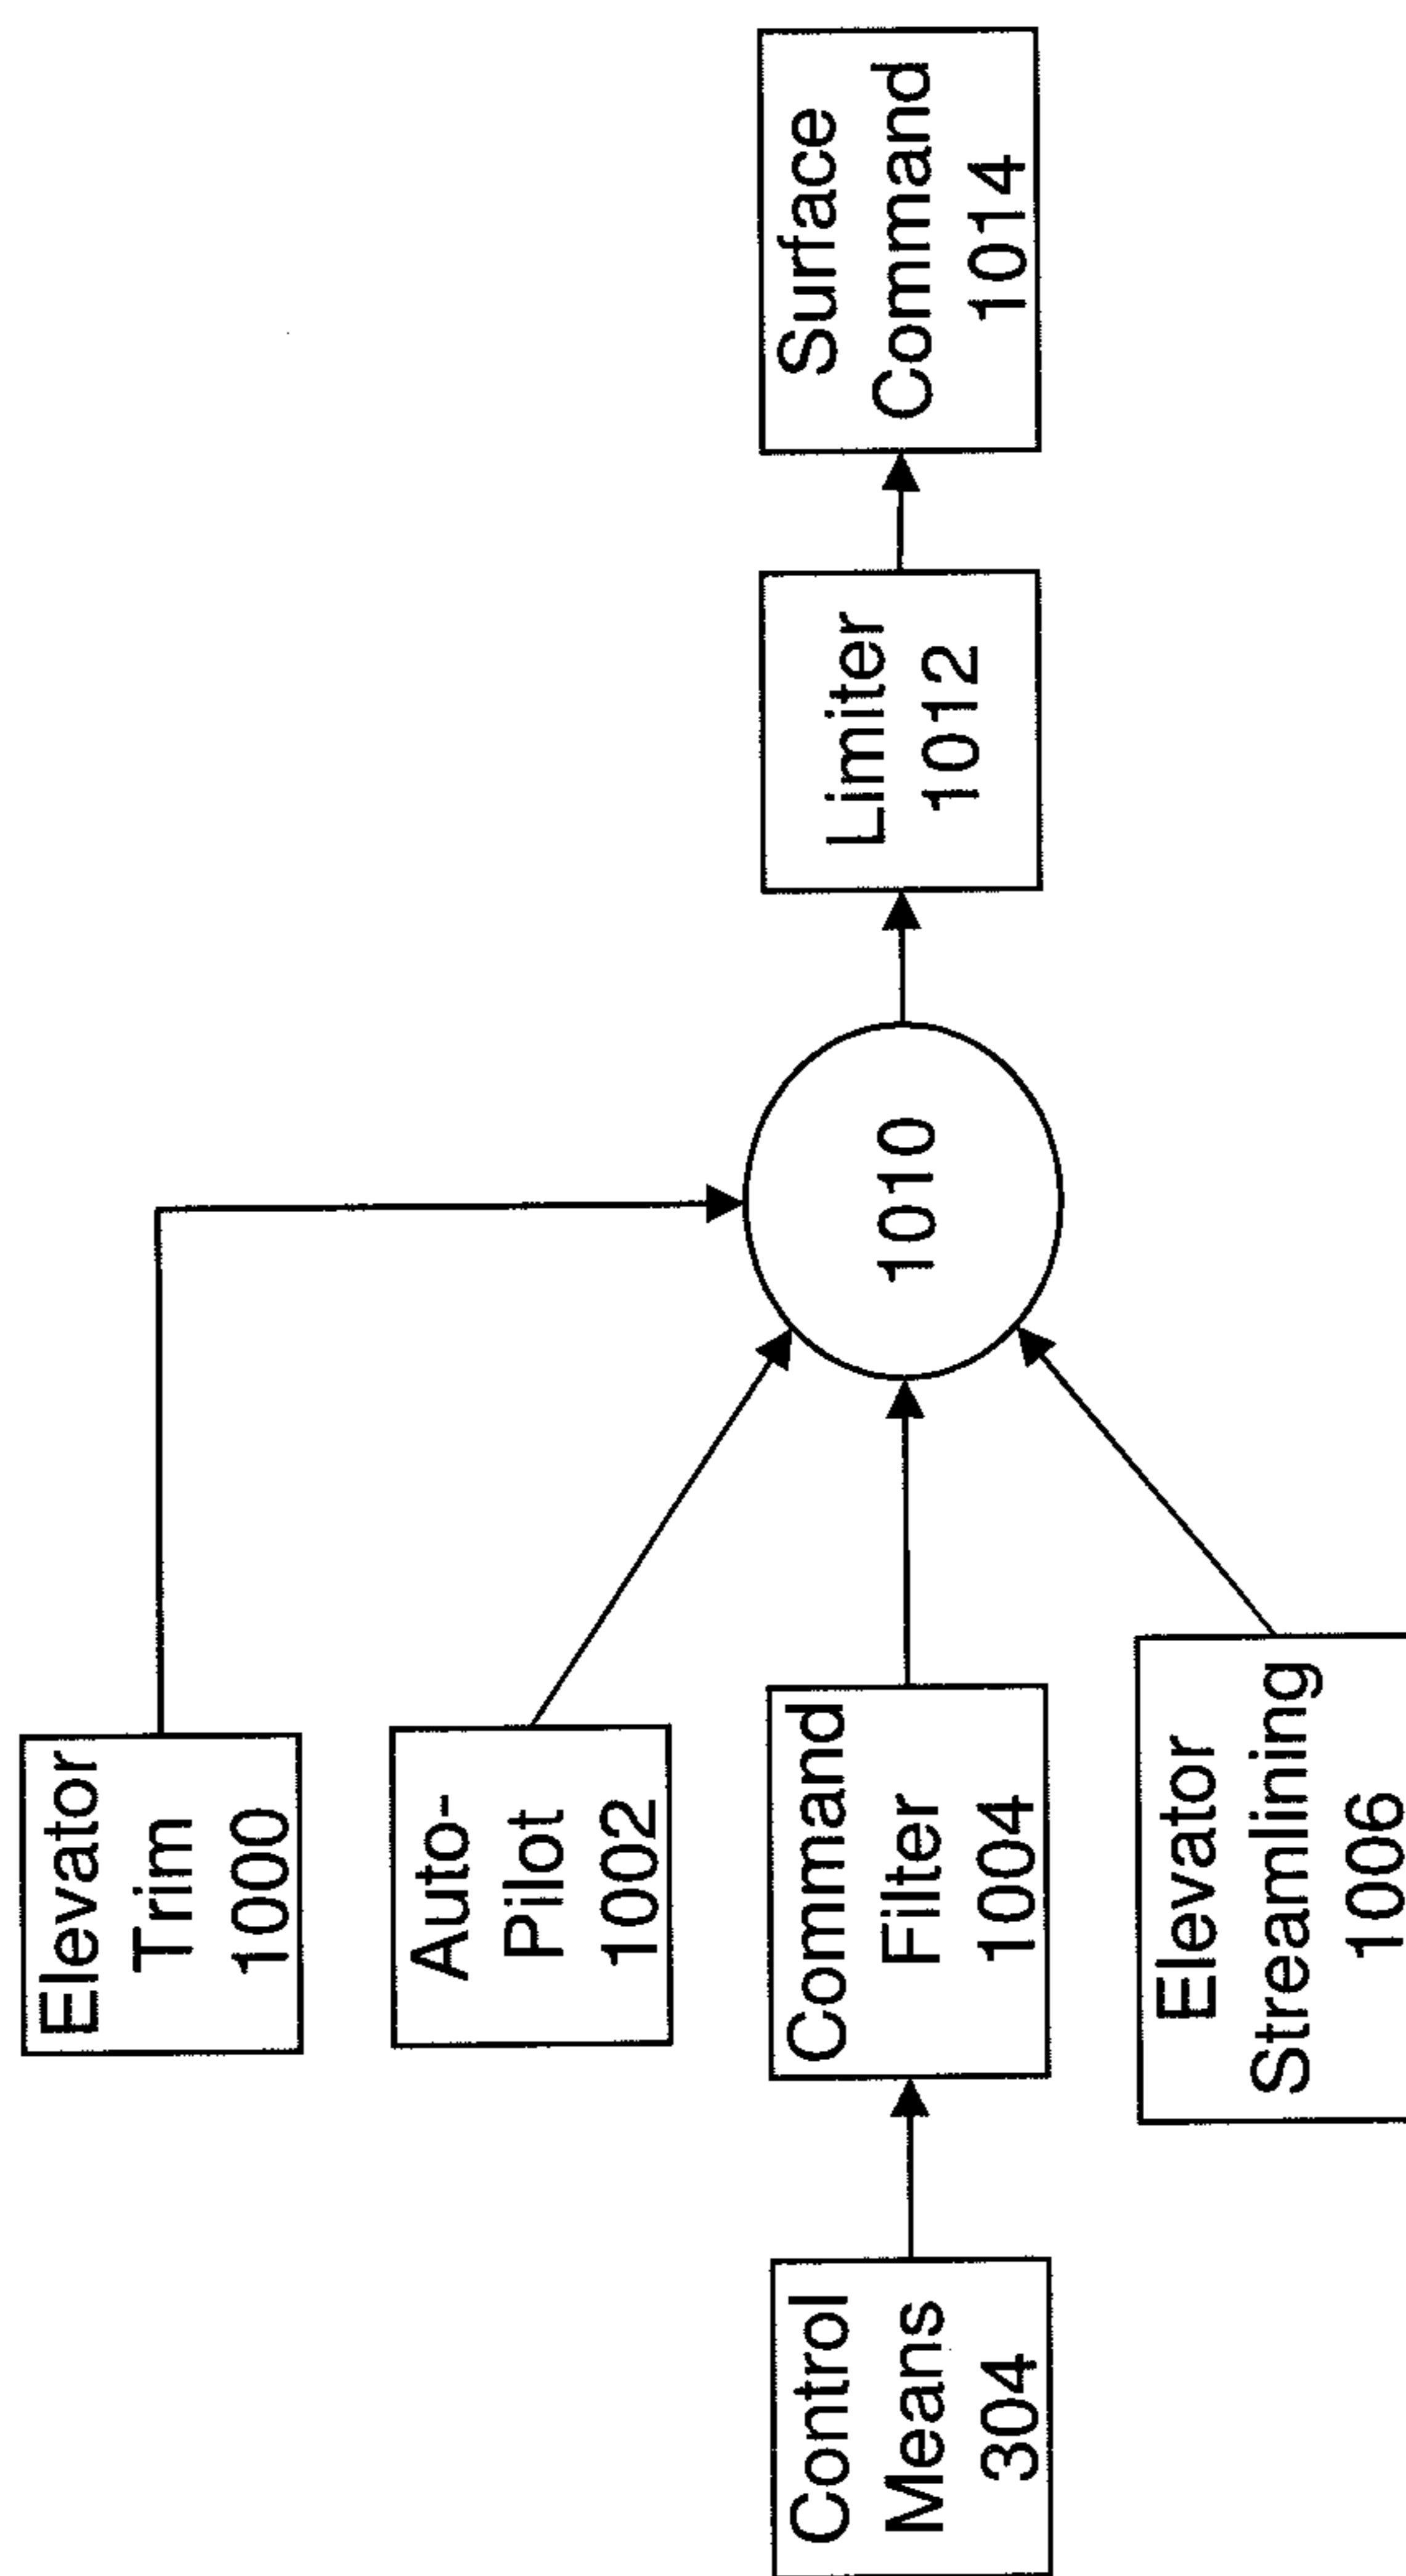 Elevator
Trim
1000
Auto-
Pilot
1002
Control
Means
304
Command
Filter
1004
Elevator
Streamlining
1006
1010
Limiter
1012
Surface
Command
1014